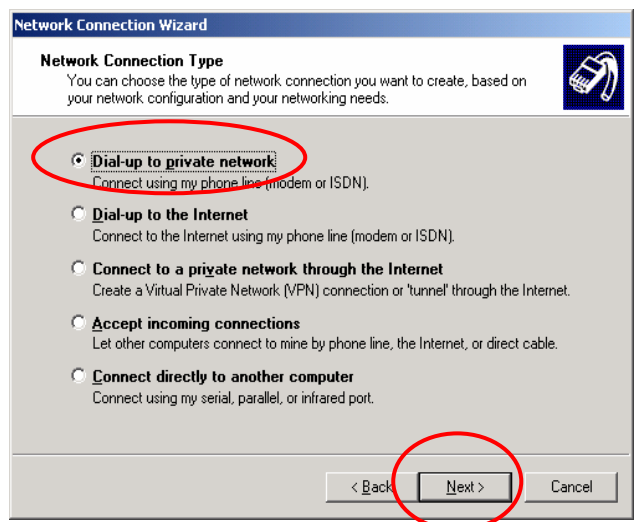 Network Connection Wizard
Network Connection Type
You can choose the type of network connection you want to create, based on
your network configuration and your networking needs.
Dial-up to private network
Connect using my phone line (modem or ISDN).
Dial-up to the Internet
Connect to the Internet using my phone line (modem or ISDN).
Connect to a private network through the Internet
Create a Virtual Private Network (VPN) connection or 'tunnel' through the Internet.
Accept incoming connections
Let other computers connect to mine by phone line, the Internet, or direct cable.
Connect directly to another computer
Connect using my serial, parallel, or infrared port.
< Back Next > Cancel